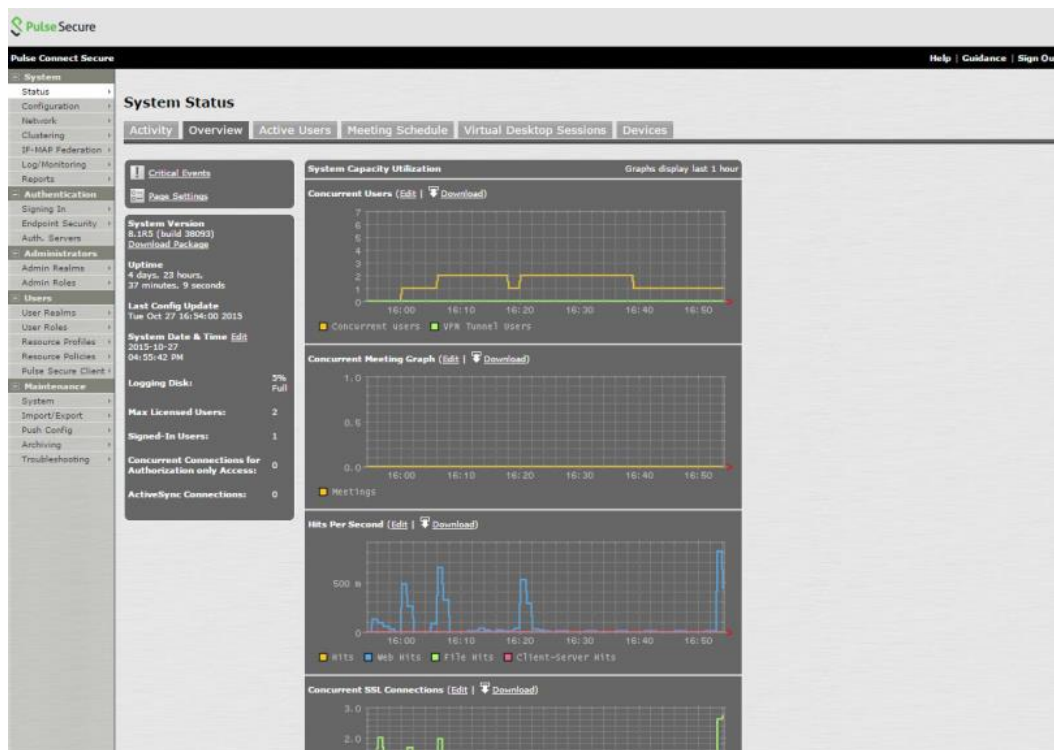 Pulse Secure
Pulse Connect Secure
Help | Guidance | Sign Ou
System
Status
Configuration
Network
Clustering
IF-MAP Federation
Log/Monitoring
Reports
Authentication
Signing In
Endpoint Security
Auth. Servers
Administrators
Admin Realms
Admin Roles
Users
User Realms
User Roles
Resource Profiles
Resource Policies
Pulse Secure Client
Maintenance
System
Import/Export
Push Config
Archiving
Troubleshooting
System Status
Activity Overview Active Users Meeting Schedule Virtual Desktop Sessions Devices
Critical Events
Page Settings
System Version
8.1R5 (build 38093)
Download Package
Uptime
4 days, 23 hours,
37 minutes, 9 seconds
Last Config Update
Tue Oct 27 16:54:00 2015
System Date & Time Edit
2015-10-27
04:55:42 PM
Logging Disk: 5%
Full
Max Licensed Users: 2
Signed-In Users: 1
Concurrent Connections for
Authorization only Access: 0
ActiveSync Connections: 0
System Capacity Utilization Graphs display last 1 hour
Concurrent Users (Edit | Download)
7
6
5
4
3
2
1
0
16:00 16:10 16:20 16:30 16:40 16:50
Concurrent users VPN Tunnel Users
Concurrent Meeting Graph (Edit | Download)
1.0
0.5
0.0
16:00 16:10 16:20 16:30 16:40 16:50
Meetings
Hits Per Second (Edit | Download)
500 m
0
16:00 16:10 16:20 16:30 16:40 16:50
Hits Web Hits File Hits Client-Server Hits
Concurrent SSL Connections (Edit | Download)
3.0
2.0